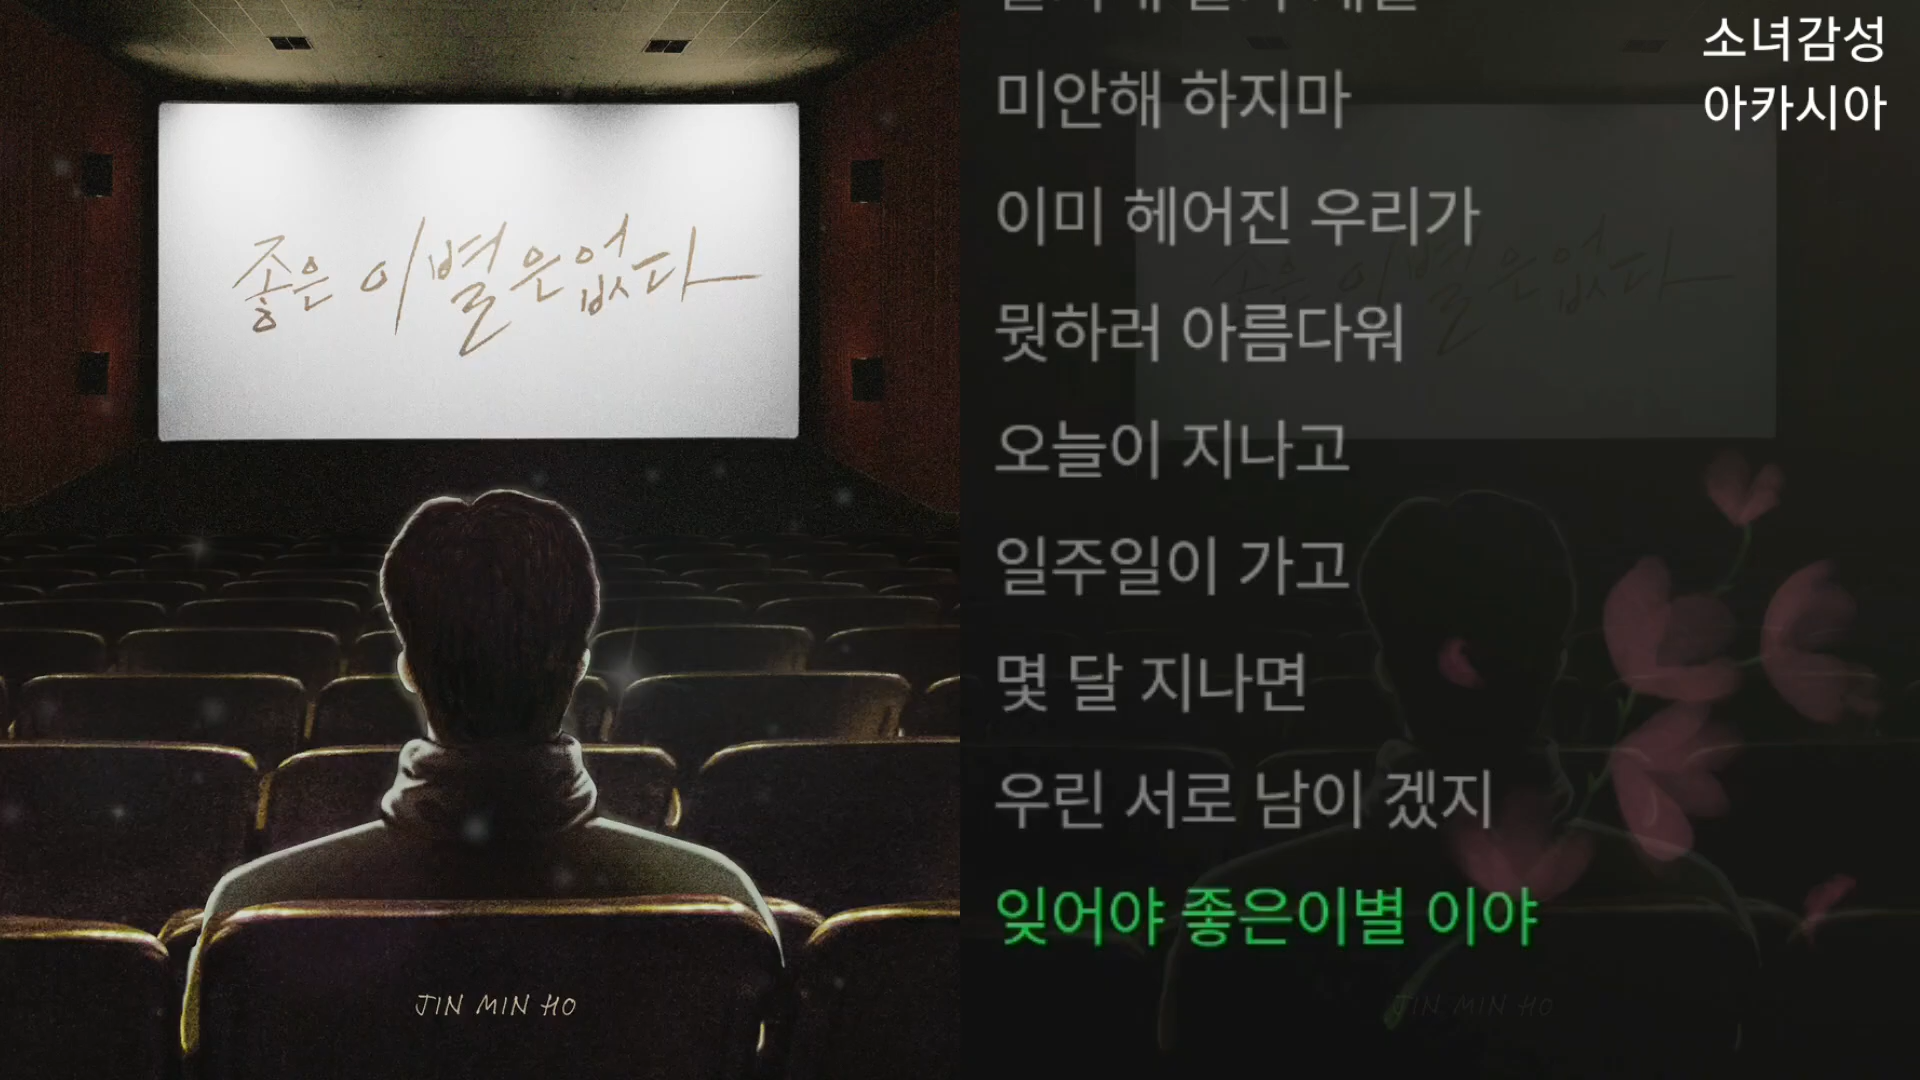 좋은 이별은 없다
JIN MIN HO
소녀감성
아카시아
미안해 하지마
이미 헤어진 우리가
뭣하러 아름다워
오늘이 지나고
일주일이 가고
몇 달 지나면
우린 서로 남이 겠지
잊어야 좋은이별 이야